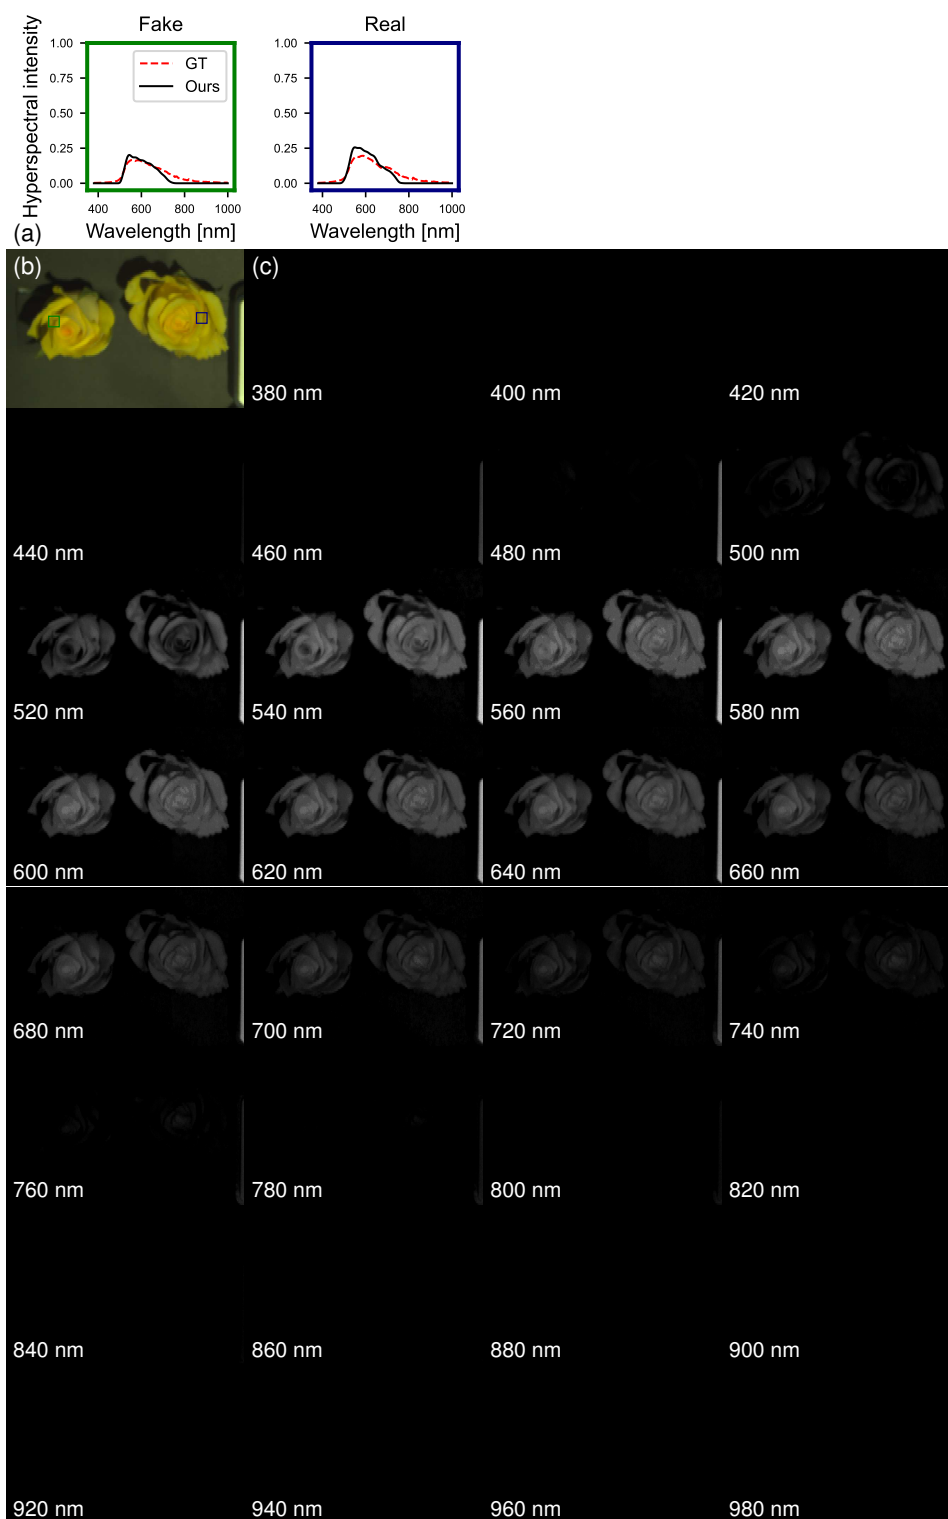 Fake
Real
Hyperspectral intensity
1.00
0.75
0.50
0.25
0.00
GT
Ours
400 600 800 1000
Wavelength [nm]
1.00
0.75
0.50
0.25
0.00
400 600 800 1000
Wavelength [nm]
(a)
(b)
(c)
380 nm
400 nm
420 nm
440 nm
460 nm
480 nm
500 nm
520 nm
540 nm
560 nm
580 nm
600 nm
620 nm
640 nm
660 nm
680 nm
700 nm
720 nm
740 nm
760 nm
780 nm
800 nm
820 nm
840 nm
860 nm
880 nm
900 nm
920 nm
940 nm
960 nm
980 nm